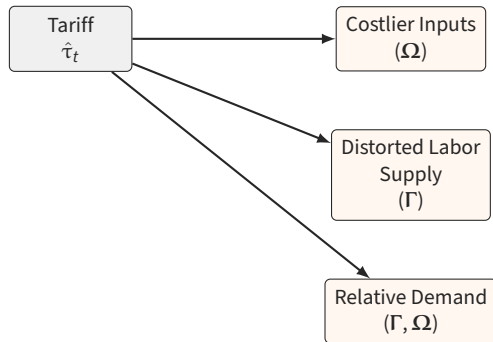 Tariff
τ̂ₜ
Costlier Inputs
(Ω)
Distorted Labor
Supply
(Γ)
Relative Demand
(Γ, Ω)